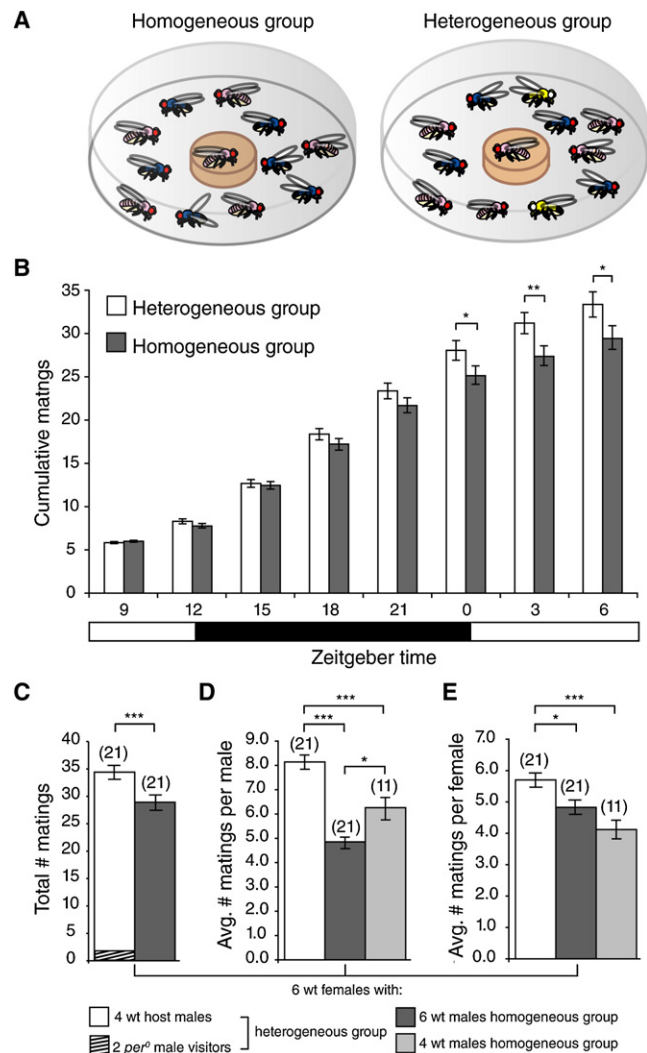 A
Homogeneous group
Heterogeneous group
B
35
30
25
20
15
10
5
0
Cumulative matngs
Heterogeneous group
Homogeneous group
*
**
*
9 12 15 18 21 0 3 6
Zeitgeber time
C
Total # matings
40
35
30
25
20
15
10
5
0
***
(21)
(21)
D
Avg. # matings per male
9.0
8.0
7.0
6.0
5.0
4.0
3.0
2.0
1.0
0.0
***
***
*
(21)
(21)
(11)
E
Avg. # matings per female
7.0
6.0
5.0
4.0
3.0
2.0
1.0
0.0
***
*
(21)
(21)
(11)
6 wt females with:
4 wt host males
2 per⁰ male visitors
heterogeneous group
6 wt males homogeneous group
4 wt males homogeneous group